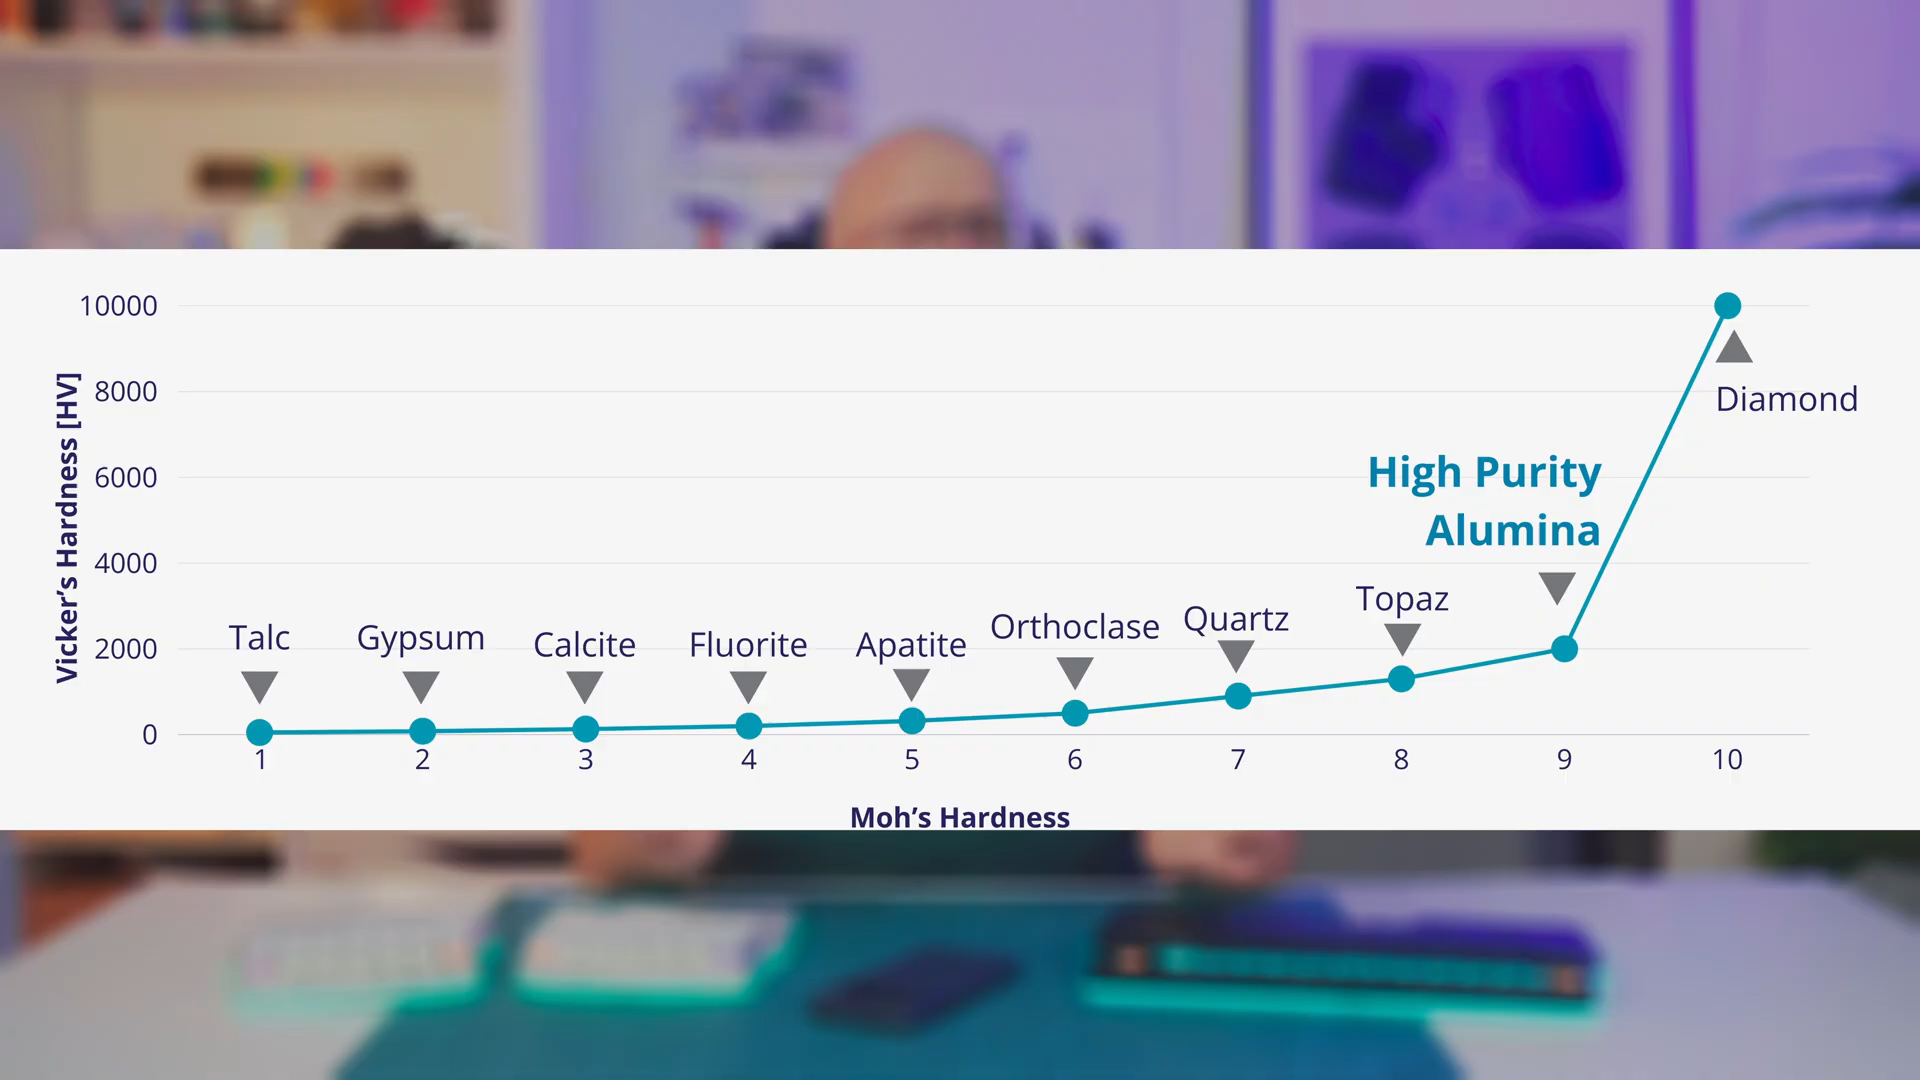 10000
8000
6000
4000
2000
0
Vicker’s Hardness [HV]
Talc
Gypsum
Calcite
Fluorite
Apatite
Orthoclase
Quartz
Topaz
High Purity
Alumina
Diamond
1 2 3 4 5 6 7 8 9 10
Moh’s Hardness